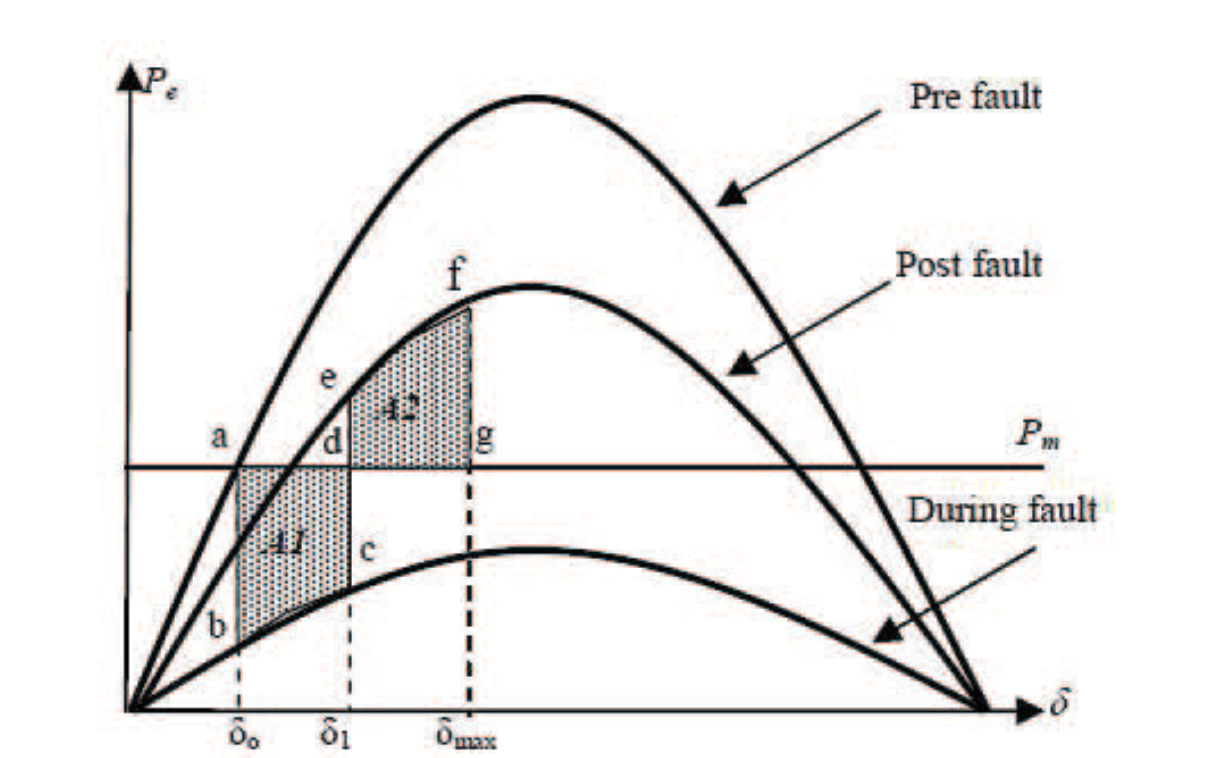 Pe
Pre fault
Post fault
f
e
A2
a
d
g
Pm
During fault
A1
c
b
δo
δ1
δmax
δ